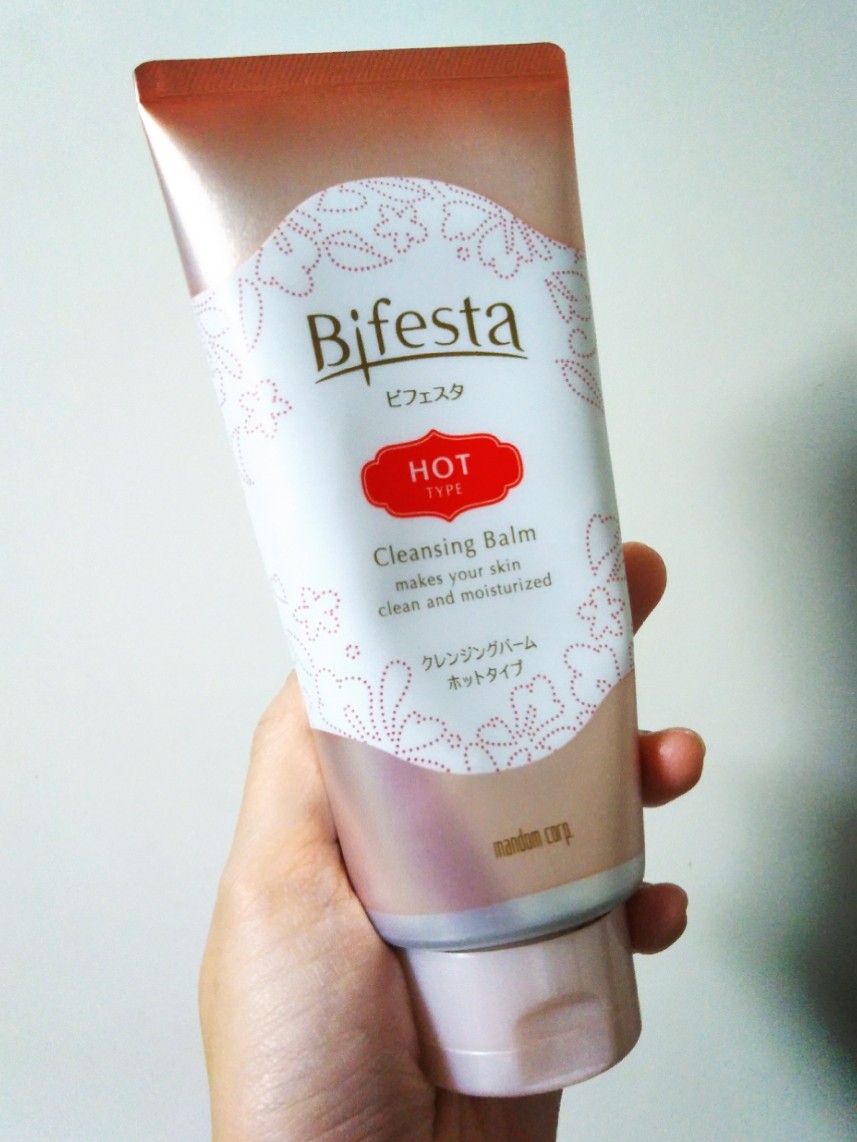 Bifesta
ビフェスタ
HOT
TYPE
Cleansing Balm
makes your skin
clean and moisturized
クレンジングバーム
ホットタイプ
mandom corp.